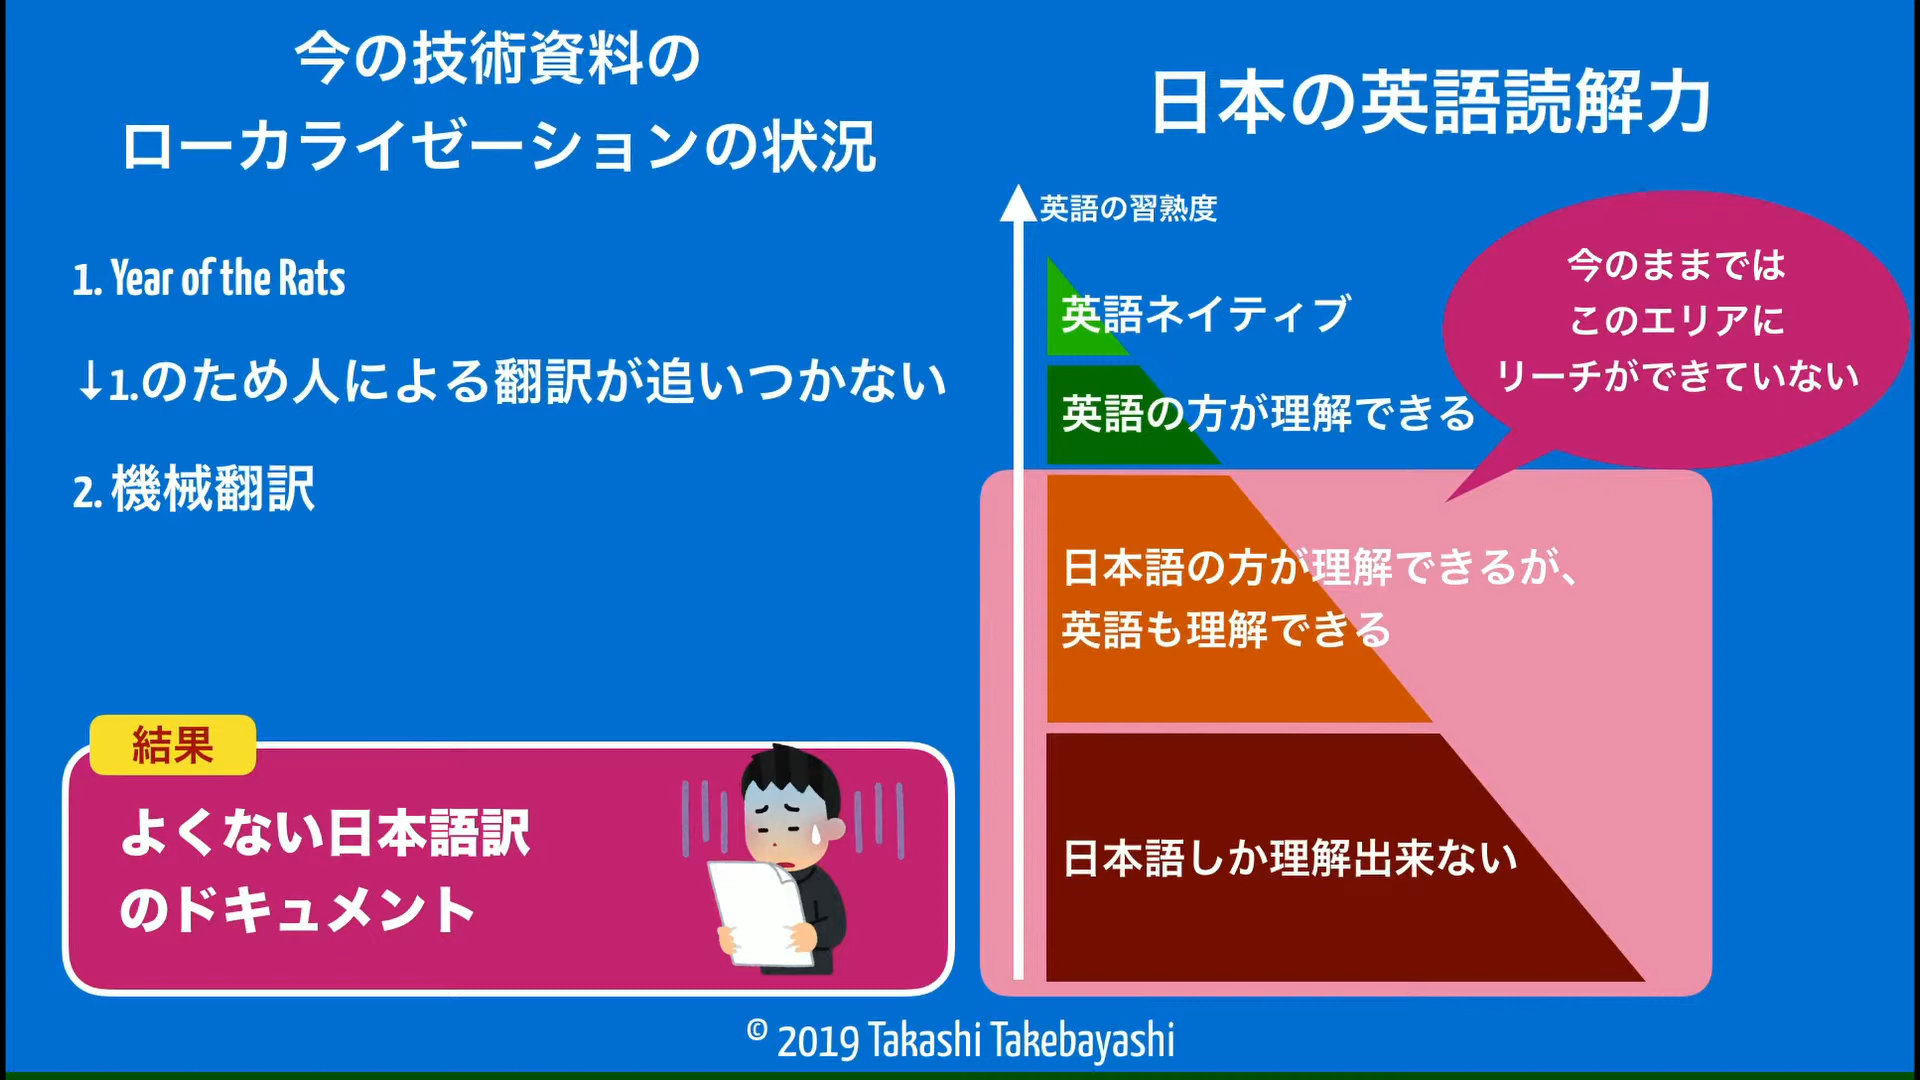 今の技術資料の
ローカライゼーションの状況
1. Year of the Rats
↓1.のため人による翻訳が追いつかない
2. 機械翻訳
結果
よくない日本語訳
のドキュメント
日本の英語読解力
英語の習熟度
英語ネイティブ
英語の方が理解できる
日本語の方が理解できるが、
英語も理解できる
日本語しか理解出来ない
今のままでは
このエリアに
リーチができていない
© 2019 Takashi Takebayashi